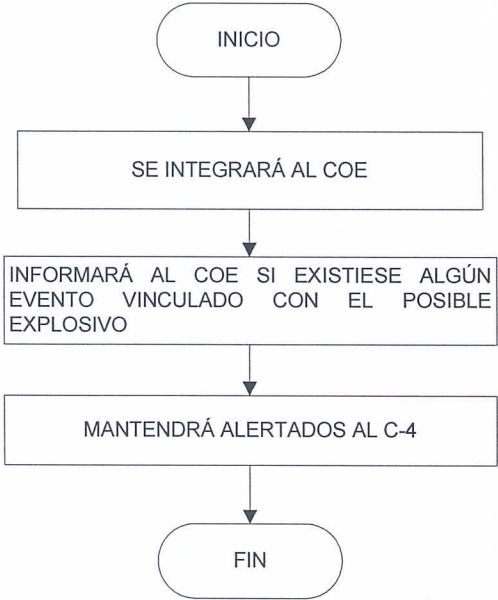 INICIO
SE INTEGRARÁ AL COE
INFORMARÁ AL COE SI EXISTIESE ALGÚN
EVENTO VINCULADO CON EL POSIBLE
EXPLOSIVO
MANTENDRÁ ALERTADOS AL C-4
FIN